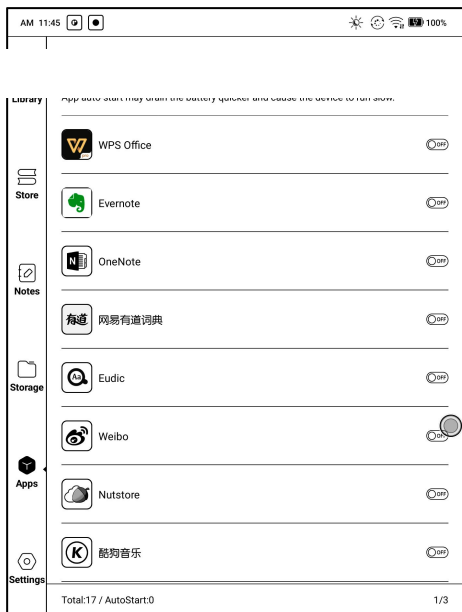 AM 11:45
100%
Library
App auto start may drain the battery quicker and cause the device to run slow.
WPS Office
OFF
Store
Evernote
OFF
Notes
N
OneNote
OFF
有道
网易有道词典
OFF
Storage
Aa
Eudic
OFF
Weibo
OFF
Apps
Nutstore
OFF
K
酷狗音乐
OFF
Settings
Total:17 / AutoStart:0
1/3